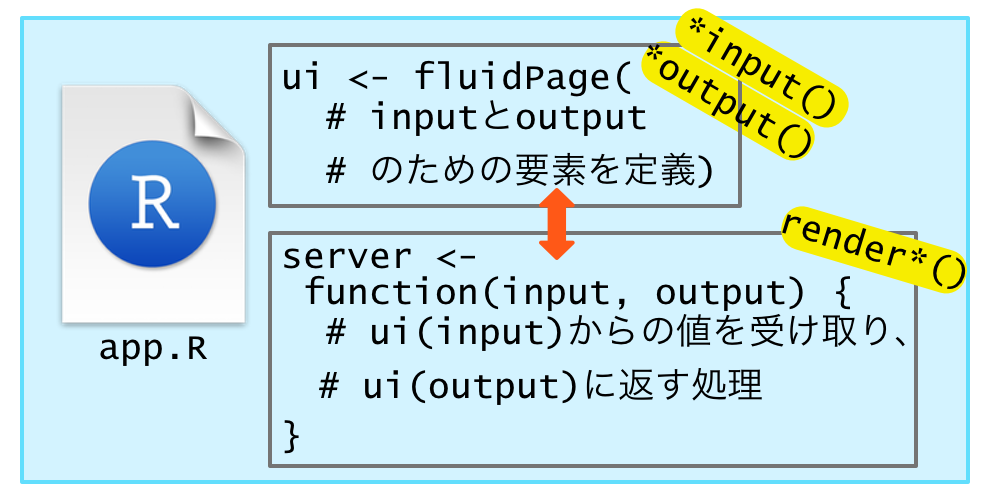 *input()
*output()
ui <- fluidPage(
# inputとoutput
# のための要素を定義)
R
app.R
render*()
server <-
function(input, output) {
# ui(input)からの値を受け取り、
# ui(output)に返す処理
}